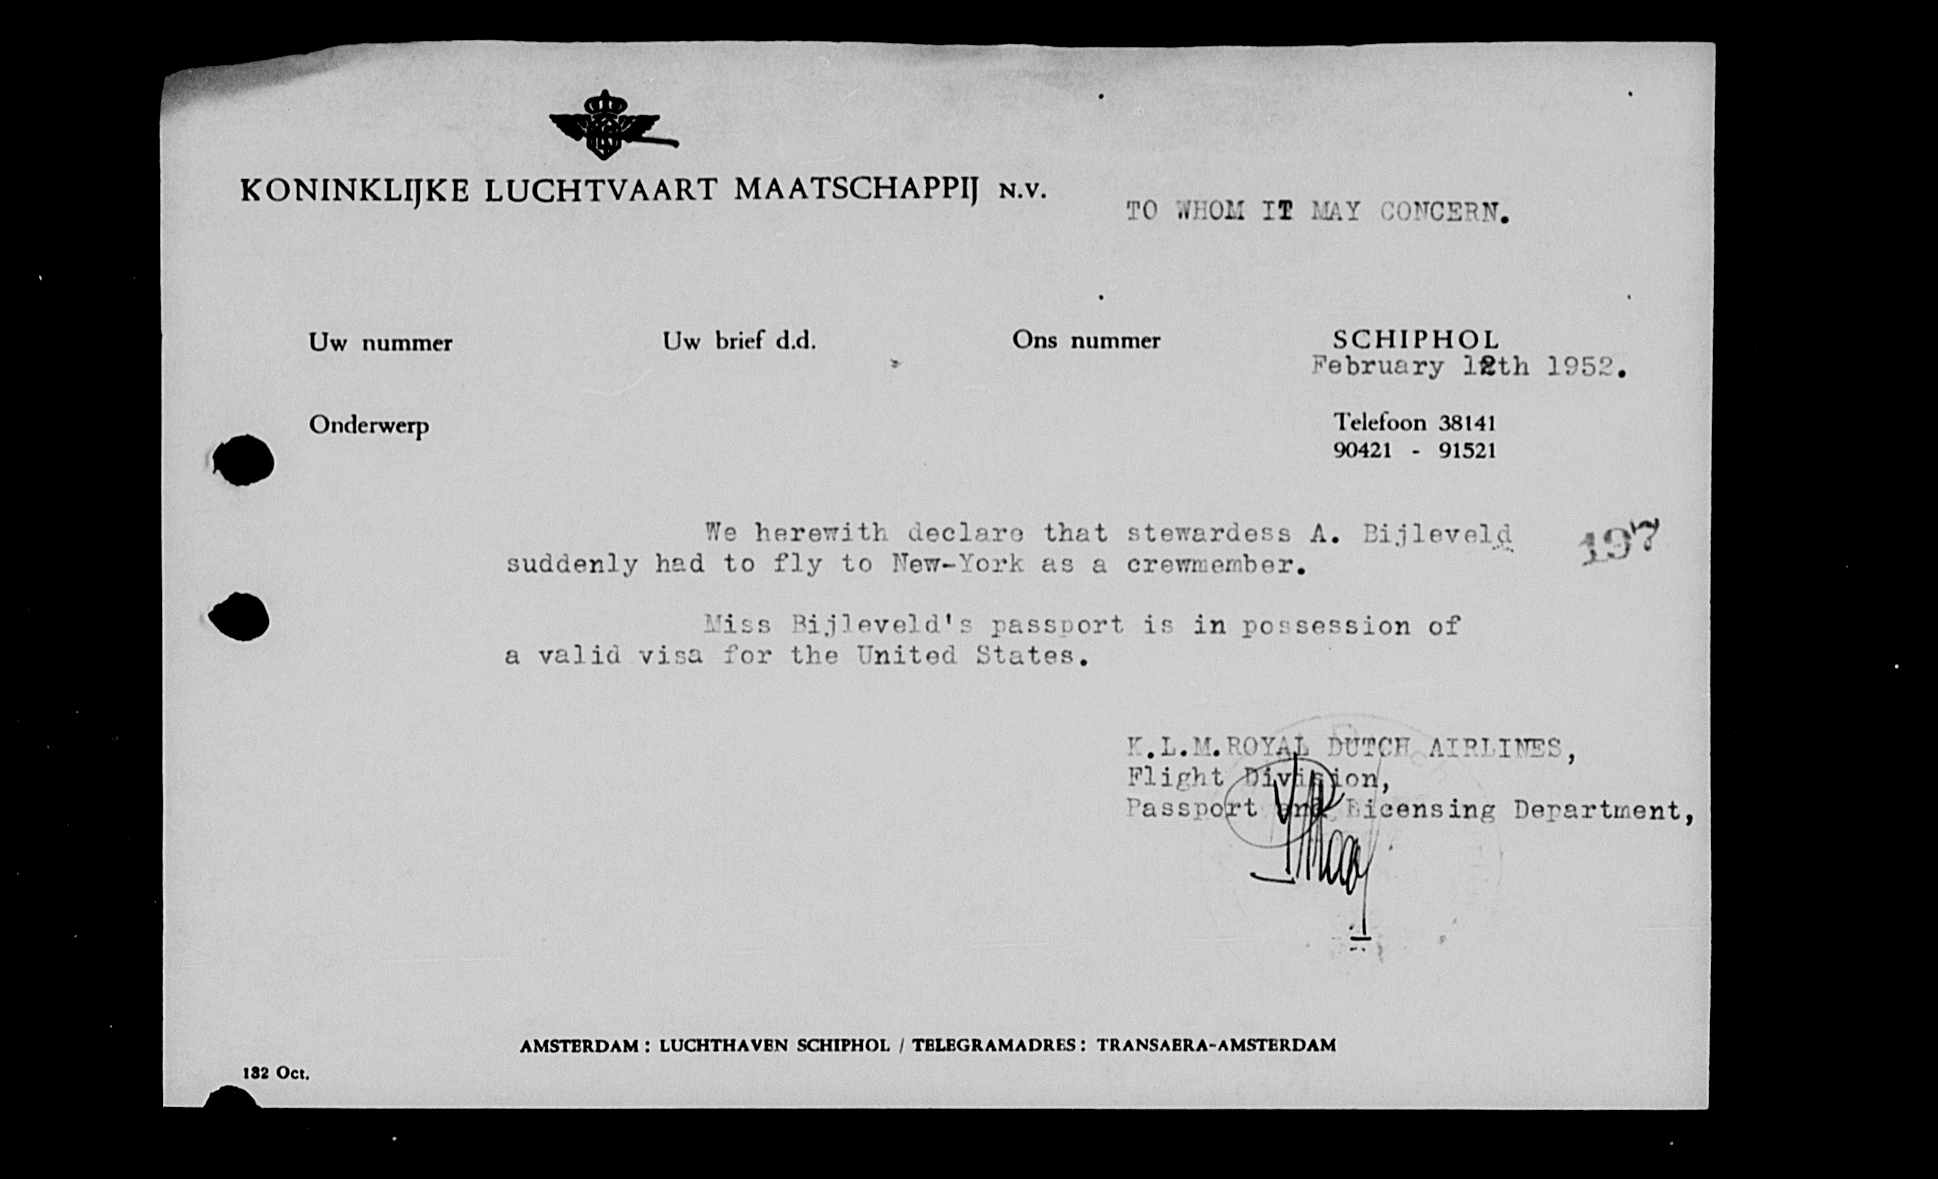 KONINKLIJKE LUCHTVAART MAATSCHAPPIJ N.V.
TO WHOM IT MAY CONCERN.
Uw nummer
Uw brief d.d.
Ons nummer
SCHIPHOL
February 12th 1952.
Onderwerp
Telefoon 38141
90421 - 91521
We herewith declare that stewardess A. Bijleveld
suddenly had to fly to New-York as a crewmember.
197
Miss Bijleveld's passport is in possession of
a valid visa for the United States.
K.L.M.ROYAL DUTCH AIRLINES,
Flight Division,
Passport and Licensing Department,
AMSTERDAM: LUCHTHAVEN SCHIPHOL / TELEGRAMADRES: TRANSAERA-AMSTERDAM
132 Oct.